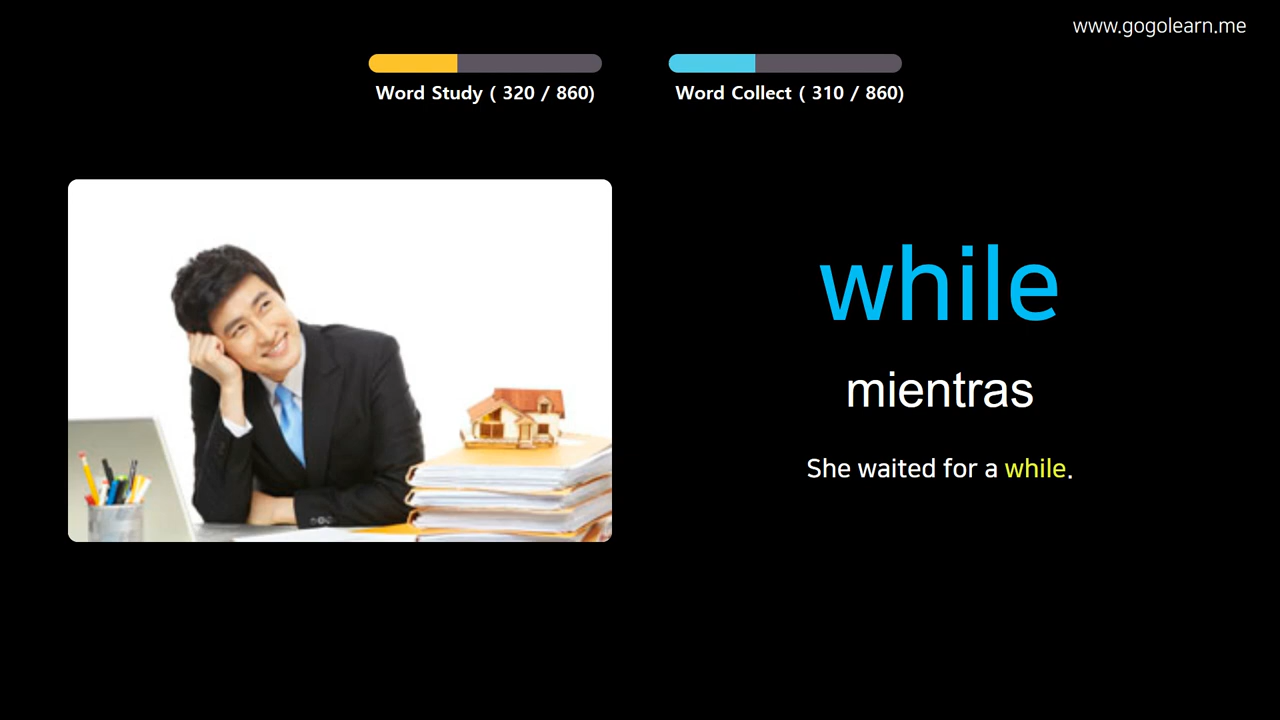 www.gogolearn.me
Word Study ( 320 / 860)
Word Collect ( 310 / 860)
while
mientras
She waited for a while.